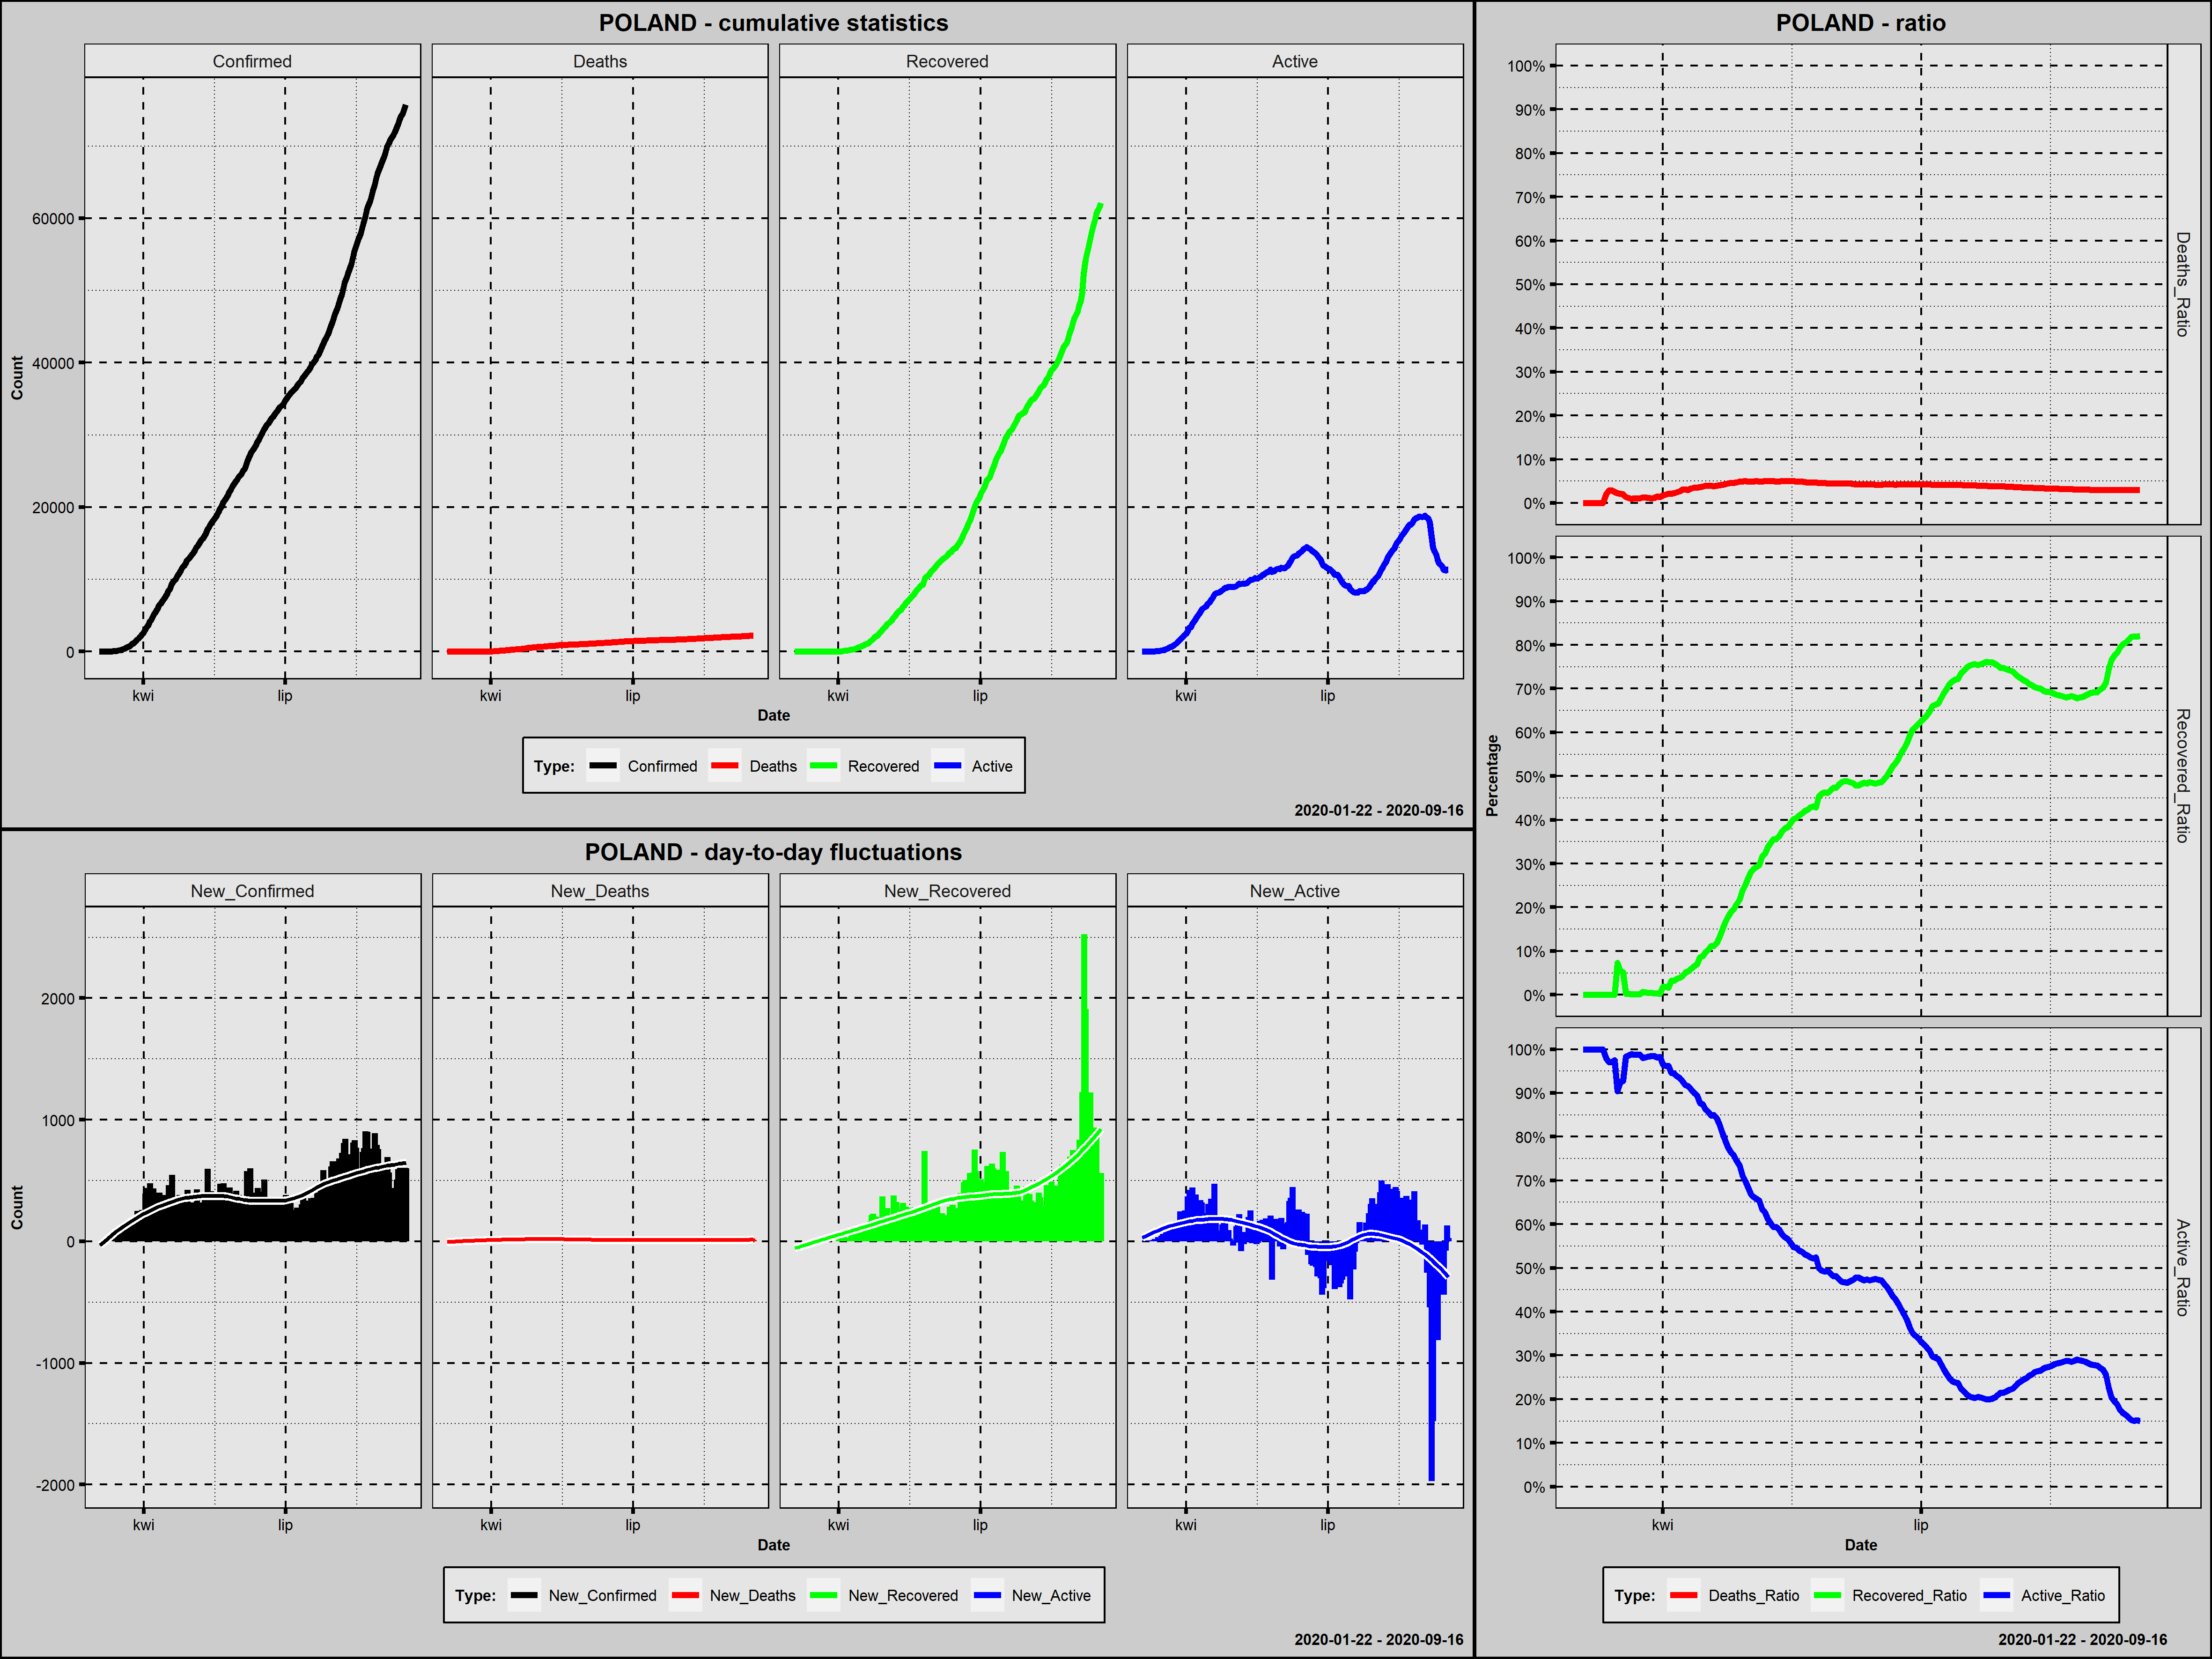 POLAND - cumulative statistics
Confirmed Deaths Recovered Active
Count
60000
40000
20000
0
kwi lip kwi lip kwi lip kwi lip
Date
Type: Confirmed Deaths Recovered Active
2020-01-22 - 2020-09-16
POLAND - day-to-day fluctuations
New_Confirmed New_Deaths New_Recovered New_Active
Count
2000
1000
0
-1000
-2000
kwi lip kwi lip kwi lip kwi lip
Date
Type: New_Confirmed New_Deaths New_Recovered New_Active
2020-01-22 - 2020-09-16
POLAND - ratio
Percentage
100%
90%
80%
70%
60%
50%
40%
30%
20%
10%
0%
Deaths_Ratio
100%
90%
80%
70%
60%
50%
40%
30%
20%
10%
0%
Recovered_Ratio
100%
90%
80%
70%
60%
50%
40%
30%
20%
10%
0%
Active_Ratio
kwi lip
Date
Type: Deaths_Ratio Recovered_Ratio Active_Ratio
2020-01-22 - 2020-09-16